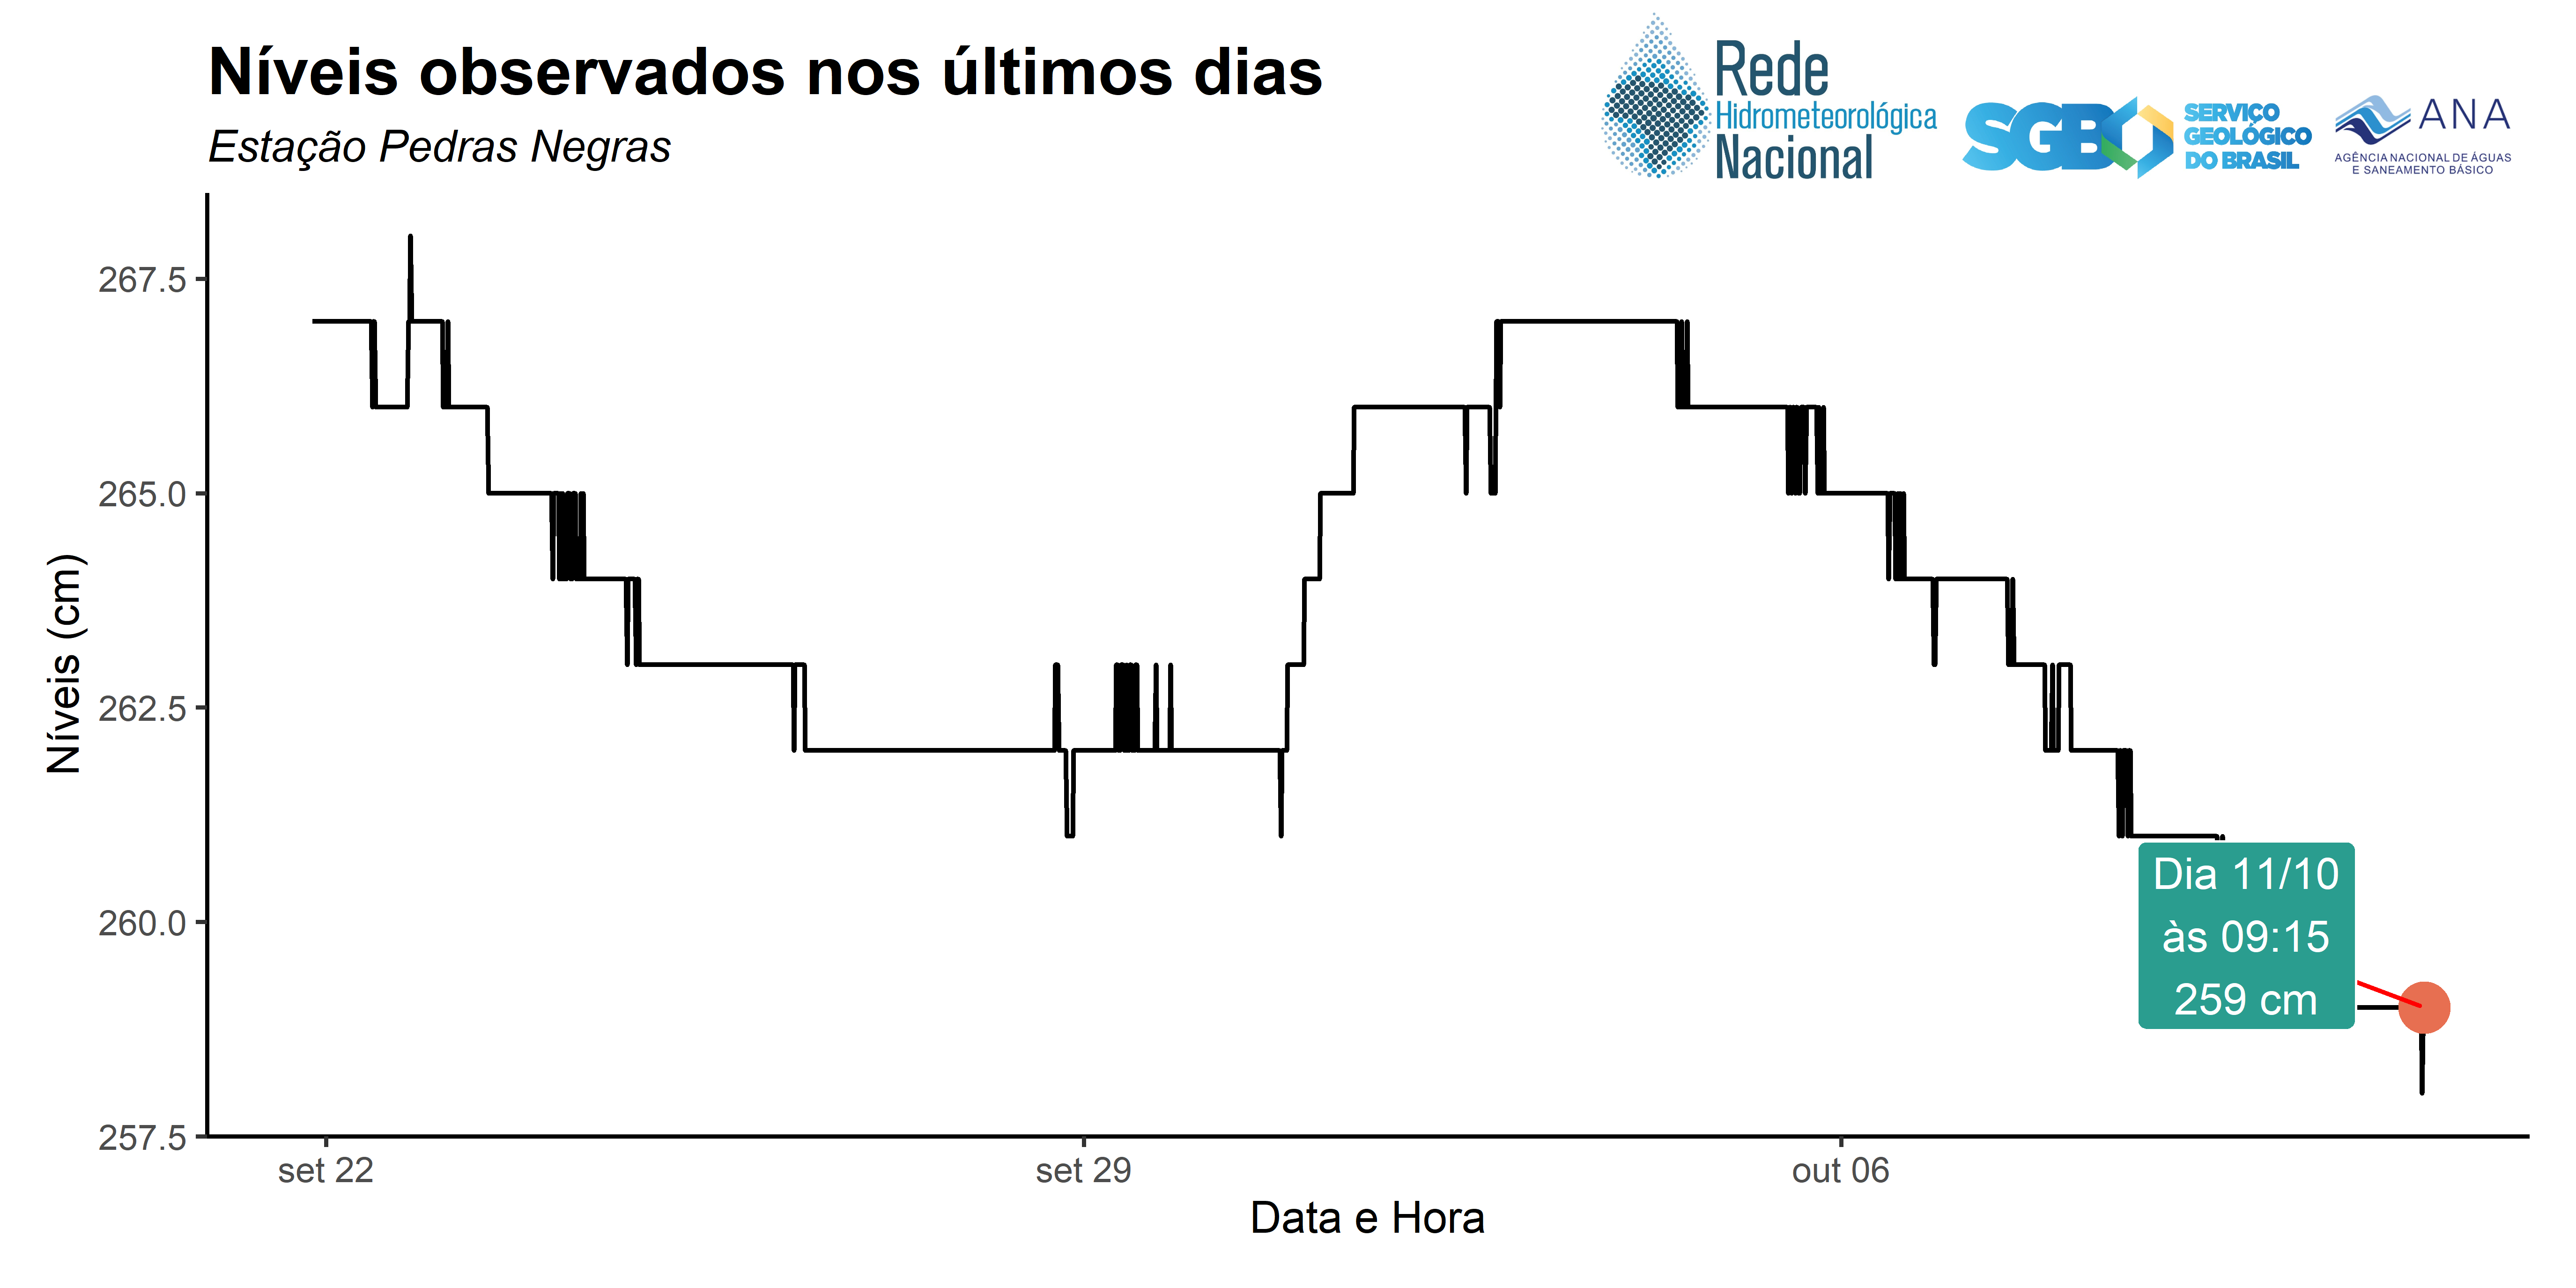 Níveis observados nos últimos dias
Estação Pedras Negras
Rede
Hidrometeorológica
Nacional
SGB
SERVIÇO
GEOLÓGICO
DO BRASIL
ANA
AGÊNCIA NACIONAL DE ÁGUAS
E SANEAMENTO BÁSICO
Níveis (cm)
267.5
265.0
262.5
260.0
257.5
Dia 11/10
às 09:15
259 cm
set 22
set 29
out 06
Data e Hora